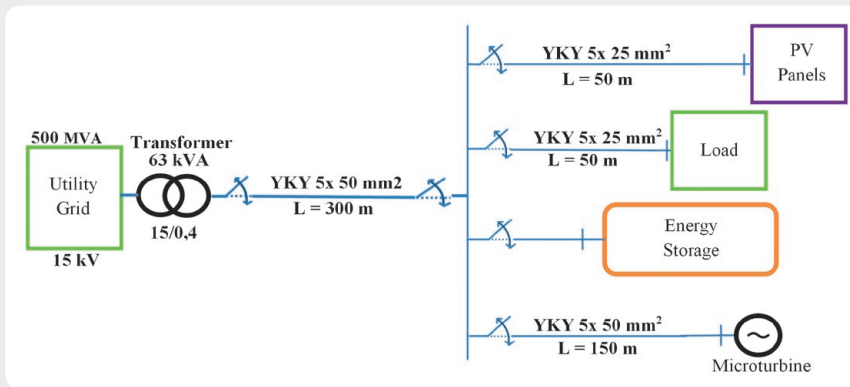 500 MVA
Utility
Grid
15 kV
Transformer
63 kVA
15/0,4
YKY 5x 50 mm2
L = 300 m
YKY 5x 25 mm²
L = 50 m
PV
Panels
YKY 5x 25 mm²
L = 50 m
Load
Energy
Storage
YKY 5x 50 mm²
L = 150 m
~
Microturbine